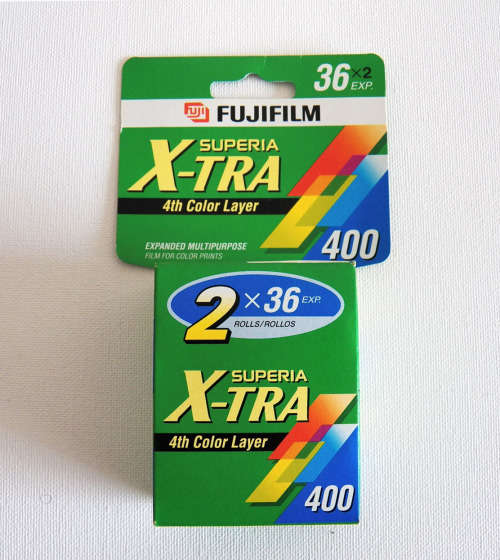 36×2
EXP.
FUJI FUJIFILM
SUPERIA
X-TRA
4th Color Layer
EXPANDED MULTIPURPOSE
FILM FOR COLOR PRINTS
400
2 × 36 EXP.
ROLLS/ROLLOS
SUPERIA
X-TRA
4th Color Layer
400